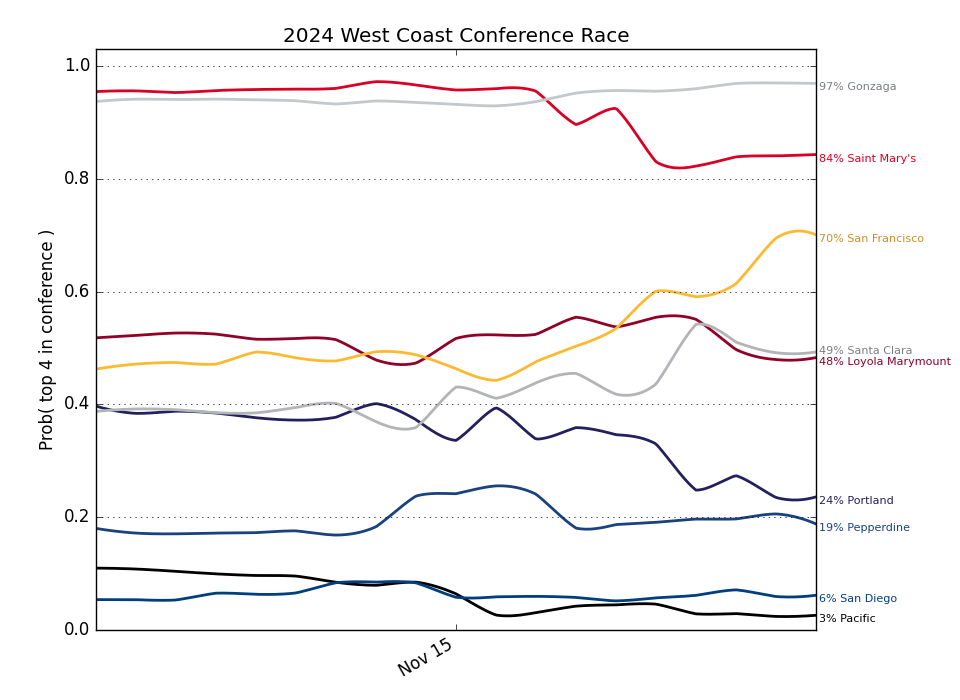 2024 West Coast Conference Race
Prob( top 4 in conference )
1.0
0.8
0.6
0.4
0.2
0.0
Nov 15
97% Gonzaga
84% Saint Mary's
70% San Francisco
49% Santa Clara
48% Loyola Marymount
24% Portland
19% Pepperdine
6% San Diego
3% Pacific